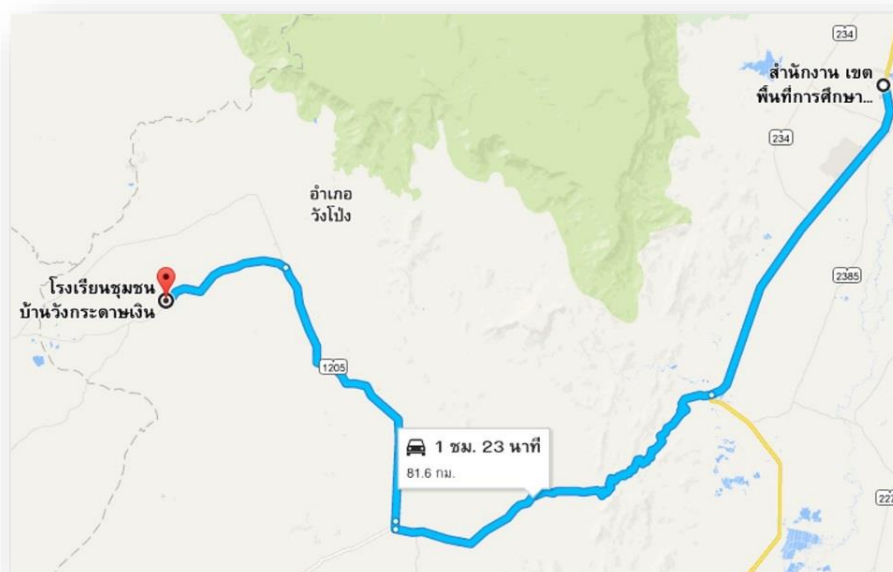 234
สำนักงาน เขต
พื้นที่การศึกษา...
234
อำเภอ
วังโป่ง
2385
โรงเรียนชุมชน
บ้านวังกระดาษเงิน
1205
1 ชม. 23 นาที
81.6 กม.
227